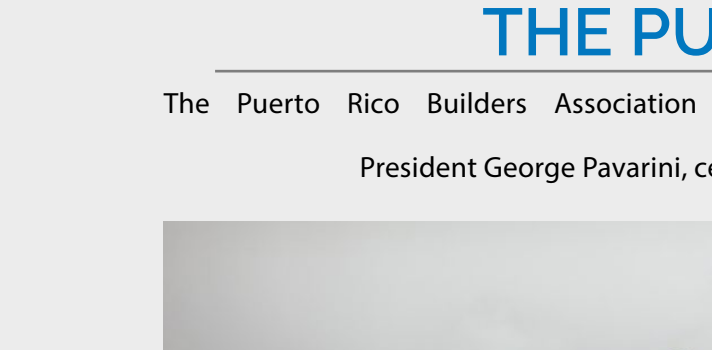 THE PU
The Puerto Rico Builders Association
President George Pavarini, ce